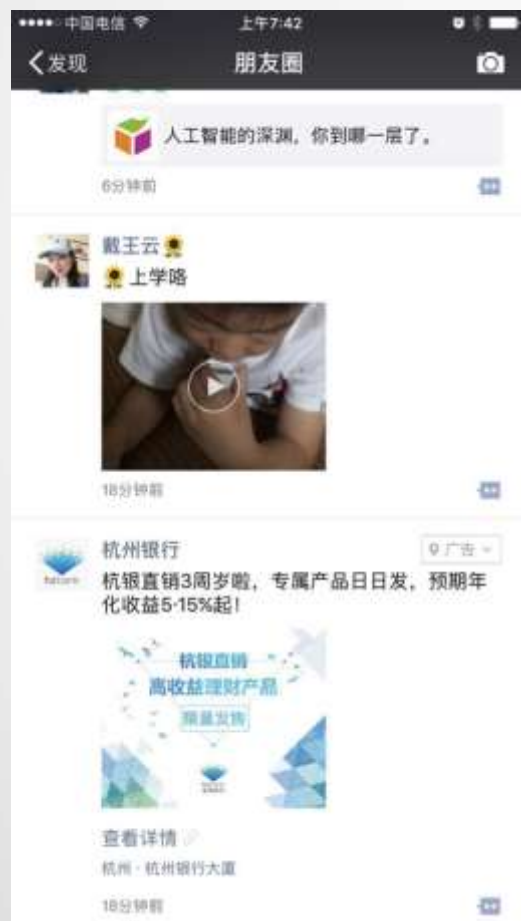 中国电信
上午7:42
发现
朋友圈
人工智能的深渊，你到哪一层了。
6分钟前
戴王云
上学咯
18分钟前
杭州银行
广告
杭银直销3周岁啦，专属产品日日发，预期年
化收益5·15%起！
杭银直销
高收益理财产品
限量发售
查看详情
杭州·杭州银行大厦
18分钟前